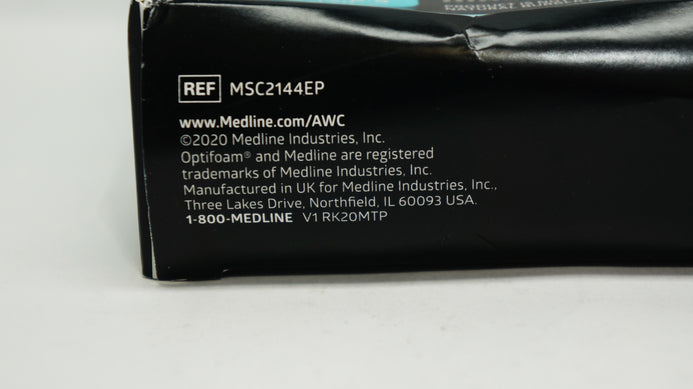 REF MSC2144EP
www.Medline.com/AWC
©2020 Medline Industries, Inc.
Optifoam® and Medline are registered
trademarks of Medline Industries, Inc.
Manufactured in UK for Medline Industries, Inc.,
Three Lakes Drive, Northfield, IL 60093 USA.
1-800-MEDLINE V1 RK20MTP